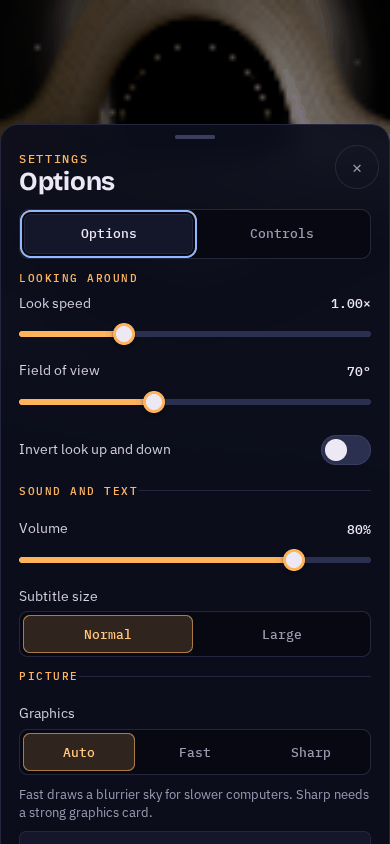 SETTINGS
Options
×
Options Controls
LOOKING AROUND
Look speed 1.00×
Field of view 70°
Invert look up and down
SOUND AND TEXT
Volume 80%
Subtitle size
Normal Large
PICTURE
Graphics
Auto Fast Sharp
Fast draws a blurrier sky for slower computers. Sharp needs
a strong graphics card.